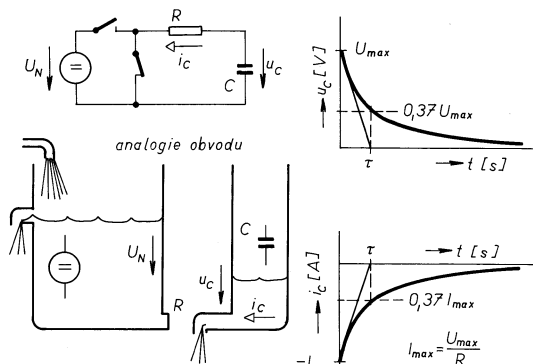 R
i_C
U_N
C
u_C
analogie obvodu
U_N
C
u_C
R
i_C
u_C [V]
U_max
0,37 U_max
τ
t [s]
τ
t [s]
i_C [A]
0,37 I_max
I_max = U_max / R